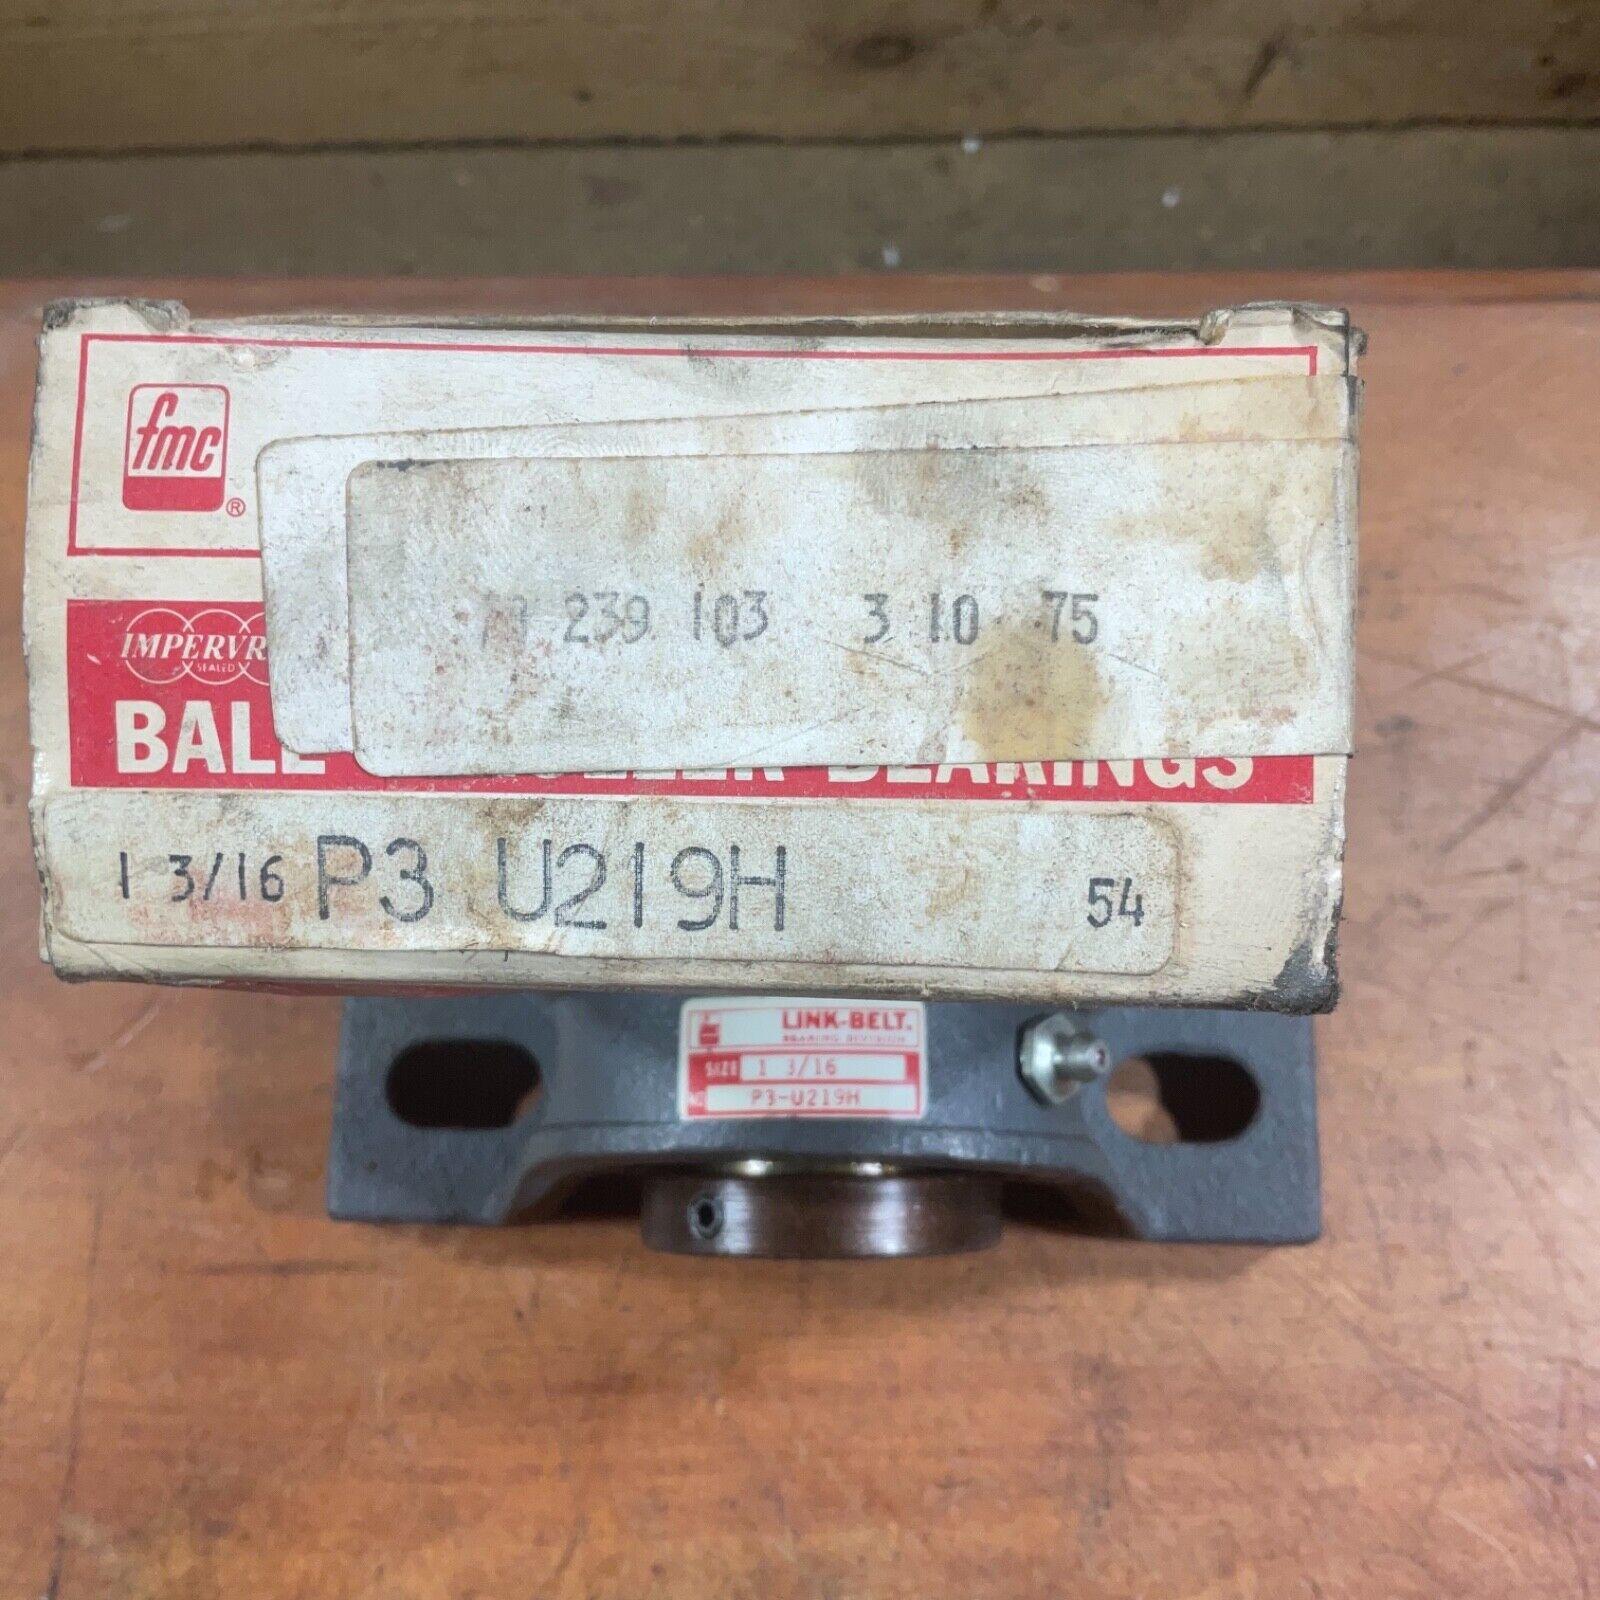 fmc
®
239 103 3 10 75
SEALED
BALL BEARINGS
1 3/16 P3 U219H 54
LINK-BELT.
BEARING DIVISION
SIZE 1 3/16
P3-U219H